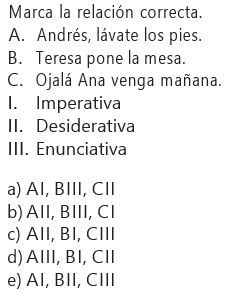 Marca la relación correcta.
A. Andrés, lávate los pies.
B. Teresa pone la mesa.
C. Ojalá Ana venga mañana.
I. Imperativa
II. Desiderativa
III. Enunciativa
a) AI, BIII, CII
b) AII, BIII, CI
c) AII, BI, CIII
d) AIII, BI, CII
e) AI, BII, CIII